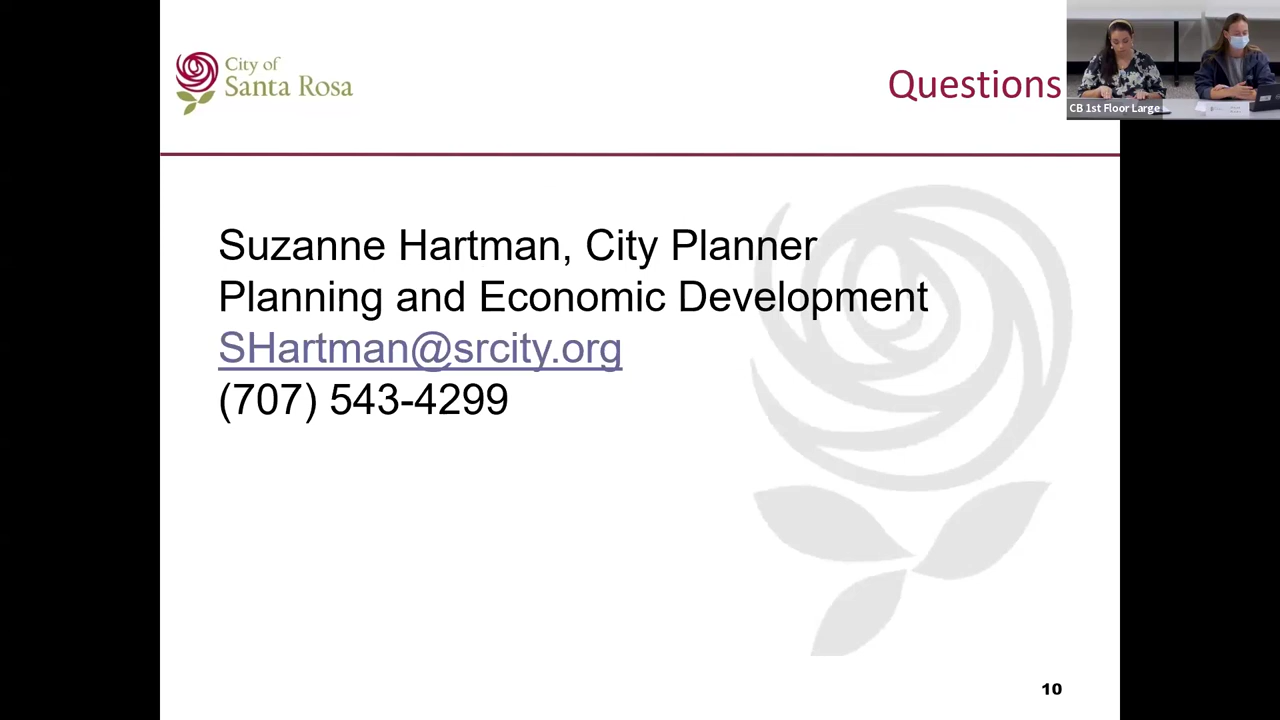 City of
Santa Rosa
Questions
CB 1st Floor Large
Suzanne Hartman, City Planner
Planning and Economic Development
SHartman@srcity.org
(707) 543-4299
10